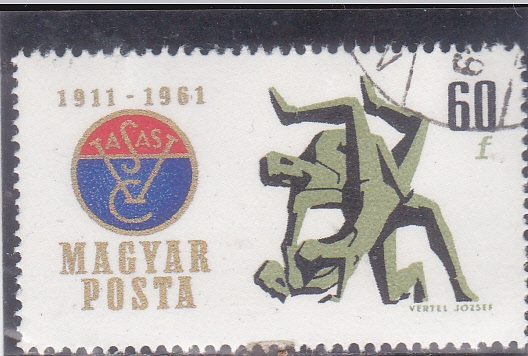 1911 - 1961
VASAS
SC
MAGYAR
POSTA
60
f
VERTEL JÓZSEF